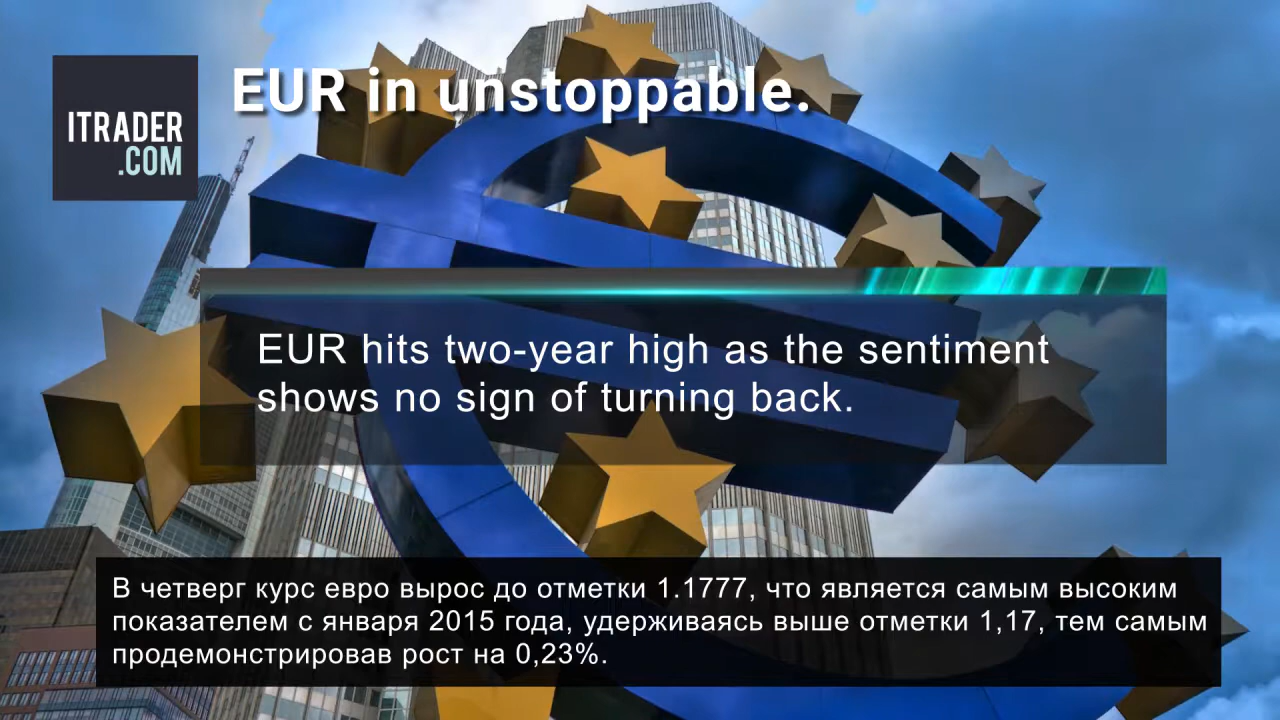 ITRADER
.COM
EUR in unstoppable.
EUR hits two-year high as the sentiment
shows no sign of turning back.
В четверг курс евро вырос до отметки 1.1777, что является самым высоким
показателем с января 2015 года, удерживаясь выше отметки 1,17, тем самым
продемонстрировав рост на 0,23%.